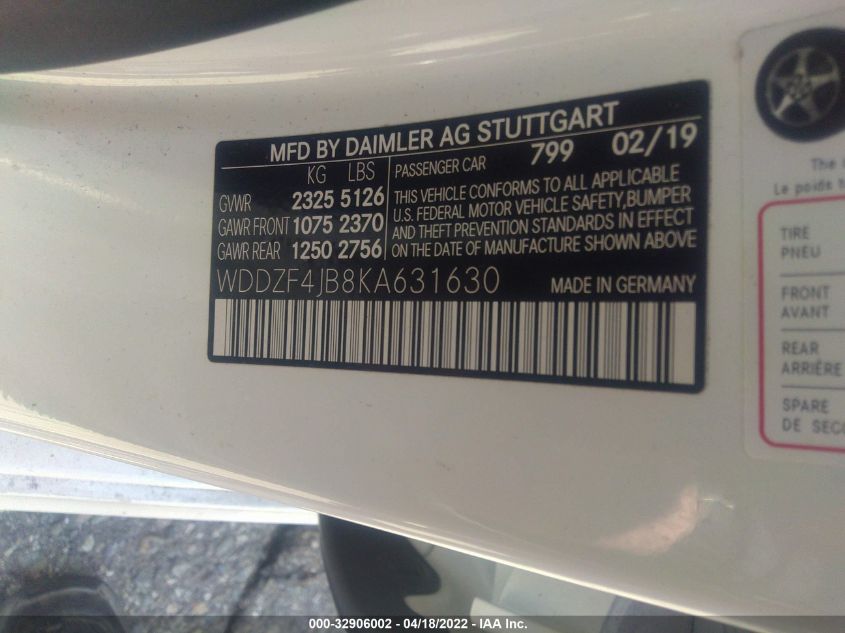 MFD BY DAIMLER AG STUTTGART
KG LBS
GVWR 2325 5126
GAWR FRONT 1075 2370
GAWR REAR 1250 2756
PASSENGER CAR 799 02/19
THIS VEHICLE CONFORMS TO ALL APPLICABLE
U.S. FEDERAL MOTOR VEHICLE SAFETY, BUMPER
AND THEFT PREVENTION STANDARDS IN EFFECT
ON THE DATE OF MANUFACTURE SHOWN ABOVE
WDDZF4JB8KA631630 MADE IN GERMANY
The
Le poids
TIRE
PNEU
FRONT
AVANT
REAR
ARRIÈRE
SPARE
DE
000-32906002 - 04/18/2022 - IAA Inc.